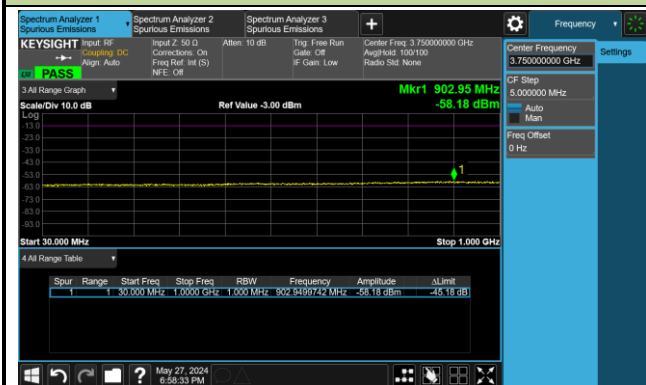 Spectrum Analyzer 1
Spurious Emissions
Spectrum Analyzer 2
Spurious Emissions
Spectrum Analyzer 3
Spurious Emissions
+
Frequency
KEYSIGHT
Input: RF
Coupling: DC
Align: Auto
Input Z: 50 Ω
Corrections: On
Freq Ref: Int (S)
NFE: Off
Atten: 10 dB
Trig: Free Run
Gate: Off
IF Gain: Low
Center Freq: 3.750000000 GHz
Avg|Hold: 100/100
Radio Std: None
PASS
Center Frequency
3.750000000 GHz
Settings
CF Step
5.000000 MHz
Auto
Man
Freq Offset
0 Hz
3 All Range Graph
Mkr1 902.95 MHz
Scale/Div 10.0 dB
Ref Value -3.00 dBm
-58.18 dBm
Log
-13.0
-23.0
-33.0
-43.0
-53.0
-63.0
-73.0
-83.0
-93.0
1
Start 30.000 MHz
Stop 1.000 GHz
4 All Range Table
Spur Range Start Freq Stop Freq RBW Frequency Amplitude ΔLimit
1 1 30.000 MHz 1.0000 GHz 1.000 MHz 902.9499742 MHz -58.18 dBm -45.18 dB
?
May 27, 2024
6:58:33 PM